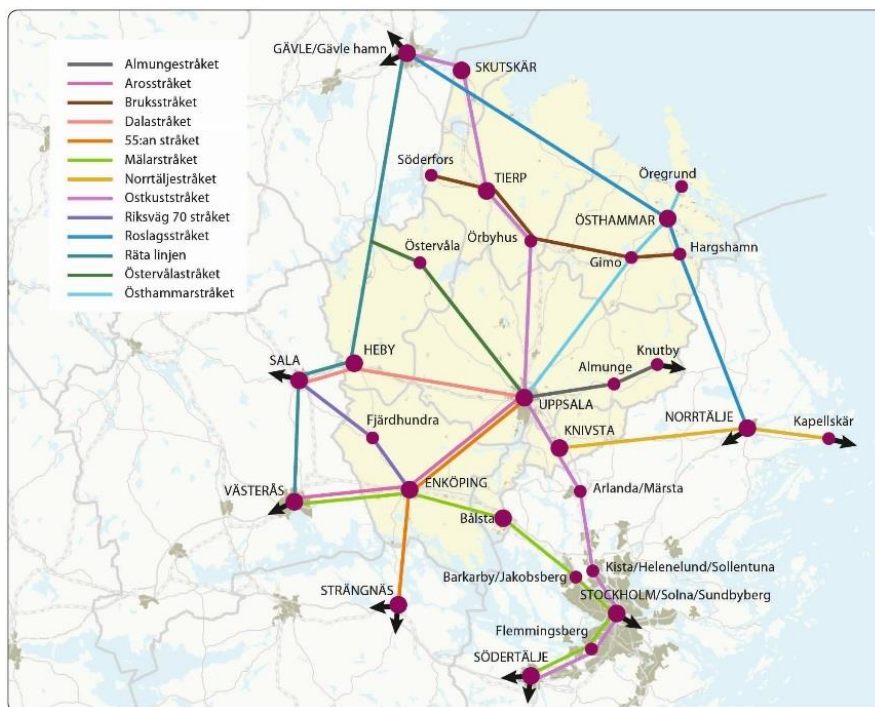 GÄVLE/Gävle hamn
SKUTSKÄR
Almungestråket
Arosstråket
Bruksstråket
Dalastråket
55:an stråket
Mälarstråket
Norrtäljestråket
Ostkuststråket
Riksväg 70 stråket
Roslagsstråket
Räta linjen
Östervålastråket
Östhammarstråket
Söderfors
TIERP
Öregrund
ÖSTHAMMAR
Örbyhus
Hargshamn
Gimo
Östervåla
HEBY
SALA
Knutby
Almunge
UPPSALA
Fjärdhundra
KNIVSTA
NORRTÄLJE
Kapellskär
ENKÖPING
VÄSTERÅS
Arlanda/Märsta
Bålsta
Kista/Helenelund/Sollentuna
Barkarby/Jakobsberg
STRÄNGNÄS
STOCKHOLM/Solna/Sundbyberg
Flemmingsberg
SÖDERTÄLJE